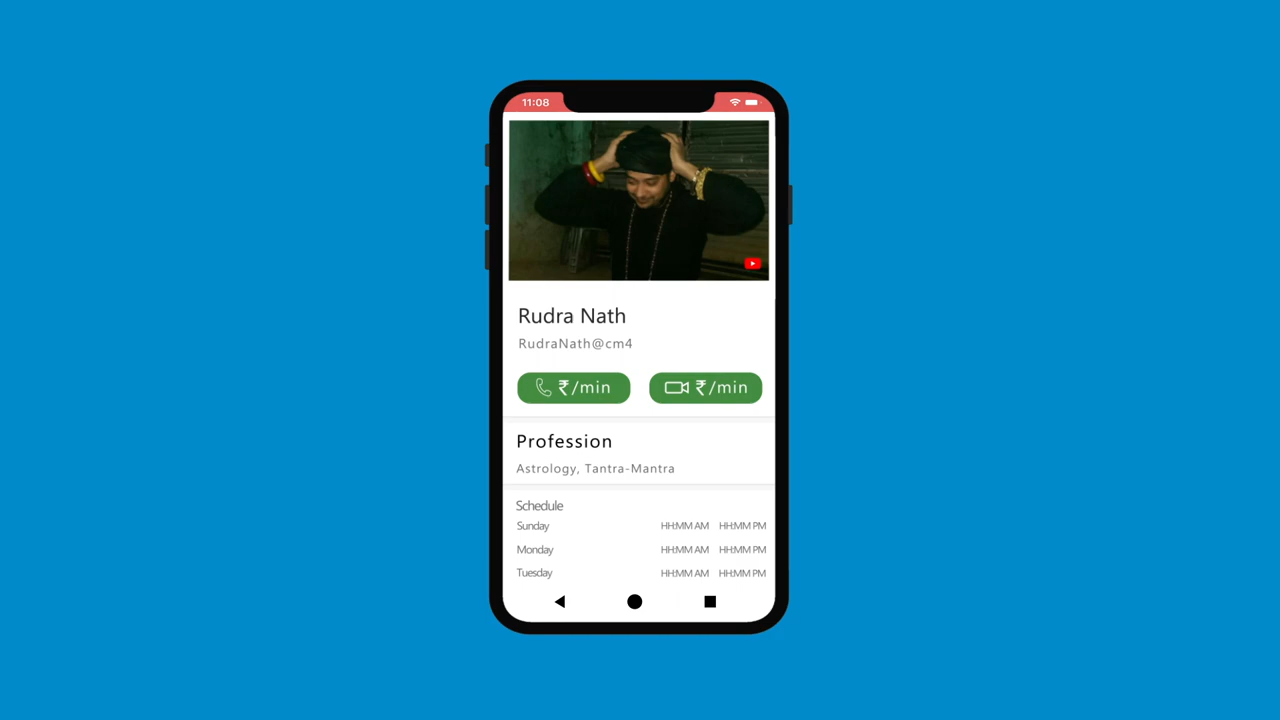 11:08
Rudra Nath
RudraNath@cm4
₹/min ₹/min
Profession
Astrology, Tantra-Mantra
Schedule
Sunday HH:MM AM HH:MM PM
Monday HH:MM AM HH:MM PM
Tuesday HH:MM AM HH:MM PM